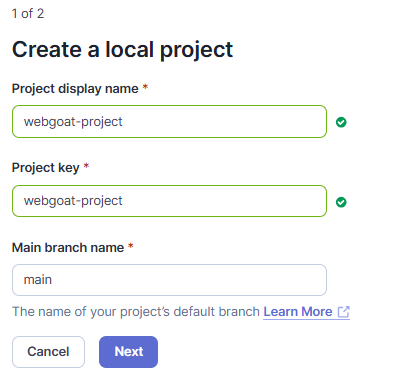 1 of 2
Create a local project
Project display name *
webgoat-project
Project key *
webgoat-project
Main branch name *
main
The name of your project’s default branch Learn More
Cancel Next